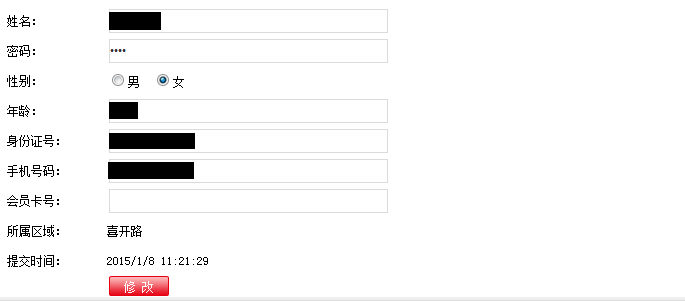 姓名：
密码： ••••
性别： 男 女
年龄：
身份证号：
手机号码：
会员卡号：
所属区域： 喜开路
提交时间： 2015/1/8 11:21:29
修 改